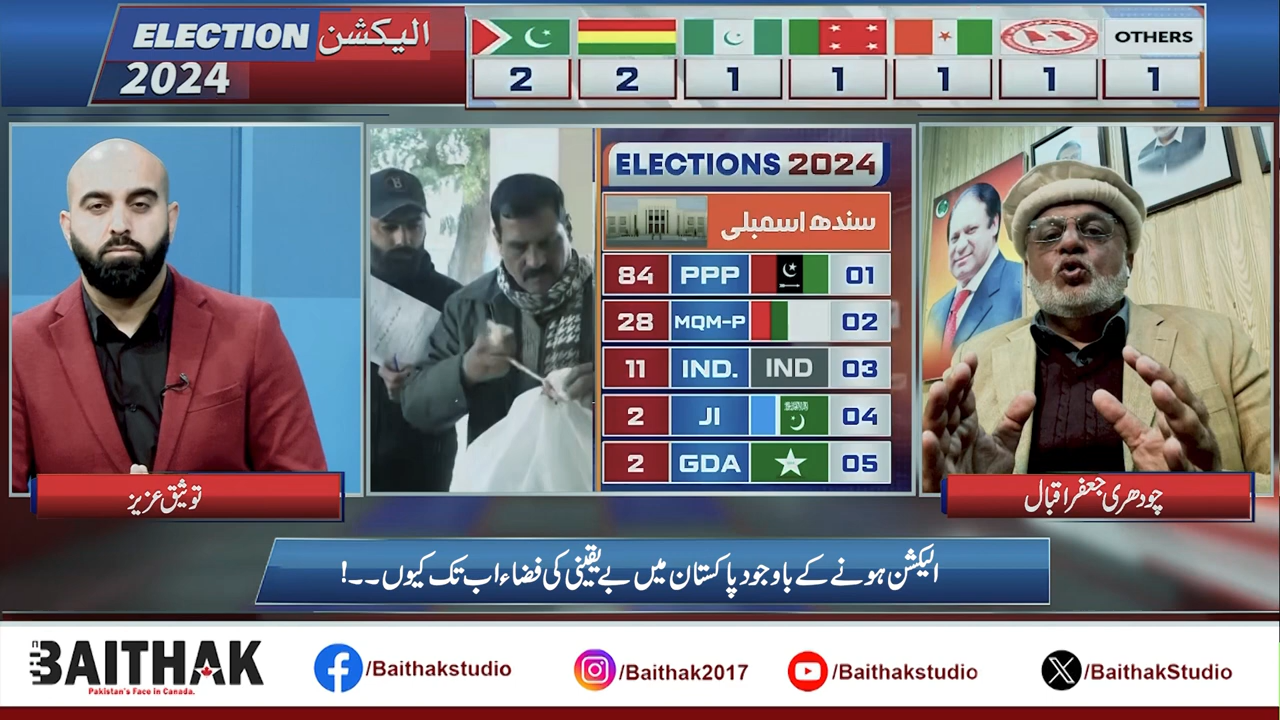 ELECTION الیکشن
2024
OTHERS
2 2 1 1 1 1 1
ELECTIONS 2024
سندھ اسمبلی
84 PPP 01
28 MQM-P 02
11 IND. IND 03
2 JI 04
2 GDA 05
توثیق عزیز
چودھری جعفر اقبال
الیکشن ہونے کے باوجود پاکستان میں بے یقینی کی فضاء اب تک کیوں ۔۔!
BAITHAK
Pakistan's Face in Canada.
/Baithakstudio
/Baithak2017
/Baithakstudio
/BaithakStudio